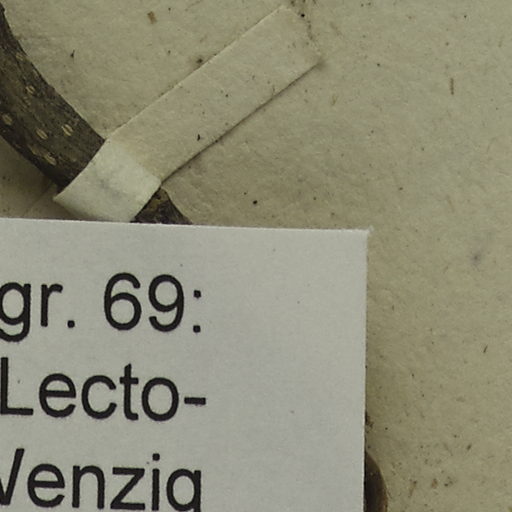 gr. 69:
Lecto-
Wenzig